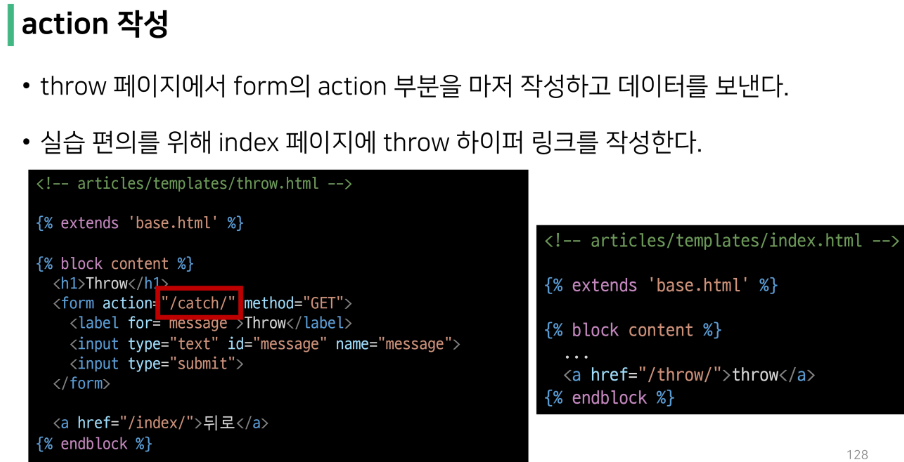 action 작성
• throw 페이지에서 form의 action 부분을 마저 작성하고 데이터를 보낸다.
• 실습 편의를 위해 index 페이지에 throw 하이퍼 링크를 작성한다.
<!-- articles/templates/throw.html -->
{% extends 'base.html' %}
{% block content %}
<h1>Throw</h1>
<form action="/catch/" method="GET">
<label for="message">Throw</label>
<input type="text" id="message" name="message">
<input type="submit">
</form>
<a href="/index/">뒤로</a>
{% endblock %}
<!-- articles/templates/index.html -->
{% extends 'base.html' %}
{% block content %}
...
<a href="/throw/">throw</a>
{% endblock %}
128